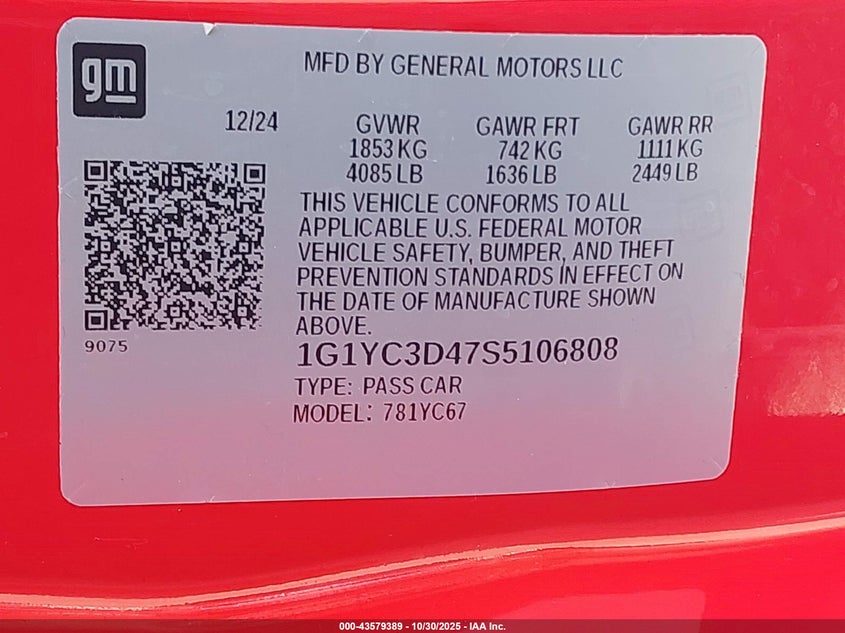 gm
MFD BY GENERAL MOTORS LLC
12/24 GVWR GAWR FRT GAWR RR
1853 KG 742 KG 1111 KG
4085 LB 1636 LB 2449 LB
THIS VEHICLE CONFORMS TO ALL
APPLICABLE U.S. FEDERAL MOTOR
VEHICLE SAFETY, BUMPER, AND THEFT
PREVENTION STANDARDS IN EFFECT ON
THE DATE OF MANUFACTURE SHOWN
ABOVE.
9075
1G1YC3D47S5106808
TYPE: PASS CAR
MODEL: 781YC67
000-43579389 - 10/30/2025 - IAA Inc.